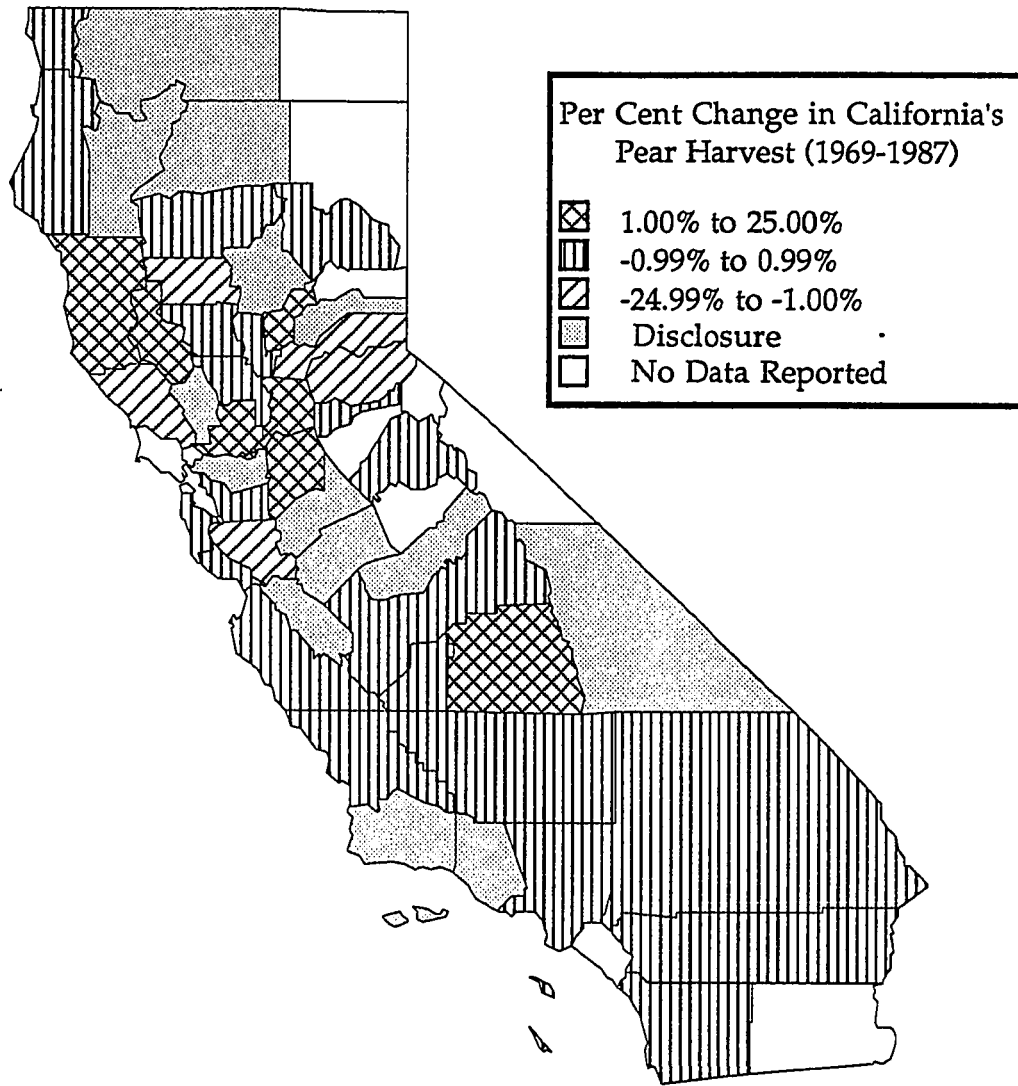 Per Cent Change in California's
Pear Harvest (1969-1987)
1.00% to 25.00%
-0.99% to 0.99%
-24.99% to -1.00%
Disclosure
No Data Reported